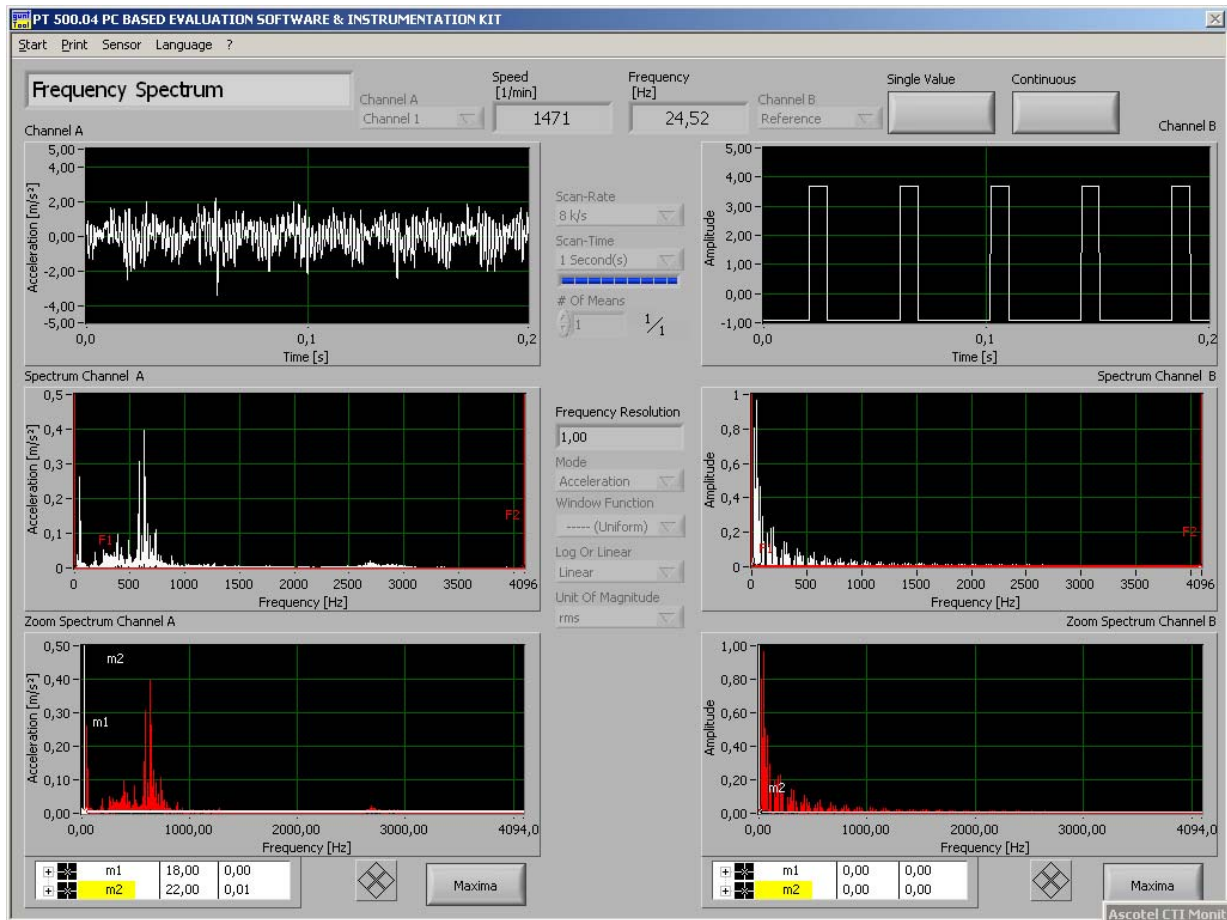 PT 500.04 PC BASED EVALUATION SOFTWARE & INSTRUMENTATION KIT
Start Print Sensor Language ?
Frequency Spectrum
Channel A
Channel 1
Speed
[1/min]
1471
Frequency
[Hz]
24,52
Channel B
Reference
Single Value
Continuous
Channel A
Channel B
Acceleration [m/s²]
5,00
4,00
2,00
0,00
-2,00
-4,00
-5,00
0,0 0,1 0,2
Time [s]
Scan-Rate
8 k/s
Scan-Time
1 Second(s)
# Of Means
1 1/1
Amplitude
5,00
4,00
3,00
2,00
1,00
0,00
-1,00
0,0 0,1 0,2
Time [s]
Spectrum Channel A
Acceleration [m/s²]
0,5
0,4
0,3
0,2
0,1
0
F1
F2
0 500 1000 1500 2000 2500 3000 3500 4096
Frequency [Hz]
Frequency Resolution
1,00
Mode
Acceleration
Window Function
----- (Uniform)
Log Or Linear
Linear
Unit Of Magnitude
rms
Spectrum Channel B
Amplitude
1
0,8
0,6
0,4
0,2
0
F1
F2
0 500 1000 1500 2000 2500 3000 3500 4096
Frequency [Hz]
Zoom Spectrum Channel A
Acceleration [m/s²]
0,50
0,40
0,30
0,20
0,10
0,00
m2
m1
0,00 1000,00 2000,00 3000,00 4094,0
Frequency [Hz]
m1 18,00 0,00
m2 22,00 0,01
Maxima
Zoom Spectrum Channel B
Amplitude
1,00
0,80
0,60
0,40
0,20
0,00
m2
0,00 1000,00 2000,00 3000,00 4094,0
Frequency [Hz]
m1 0,00 0,00
m2 0,00 0,00
Maxima
Ascotel CTI Monit